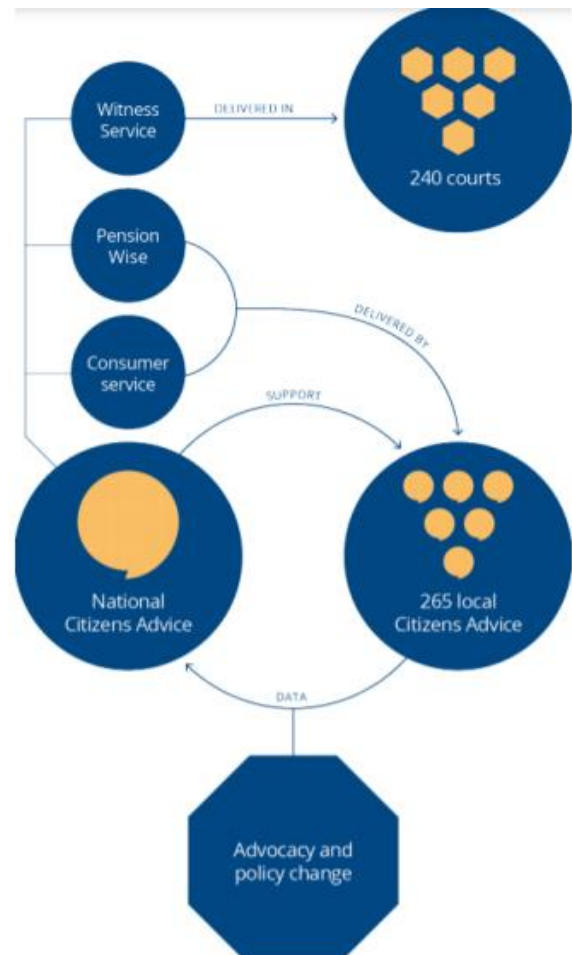 Witness
Service
DELIVERED IN
240 courts
Pension
Wise
DELIVERED BY
Consumer
service
SUPPORT
National
Citizens Advice
265 local
Citizens Advice
DATA
Advocacy and
policy change